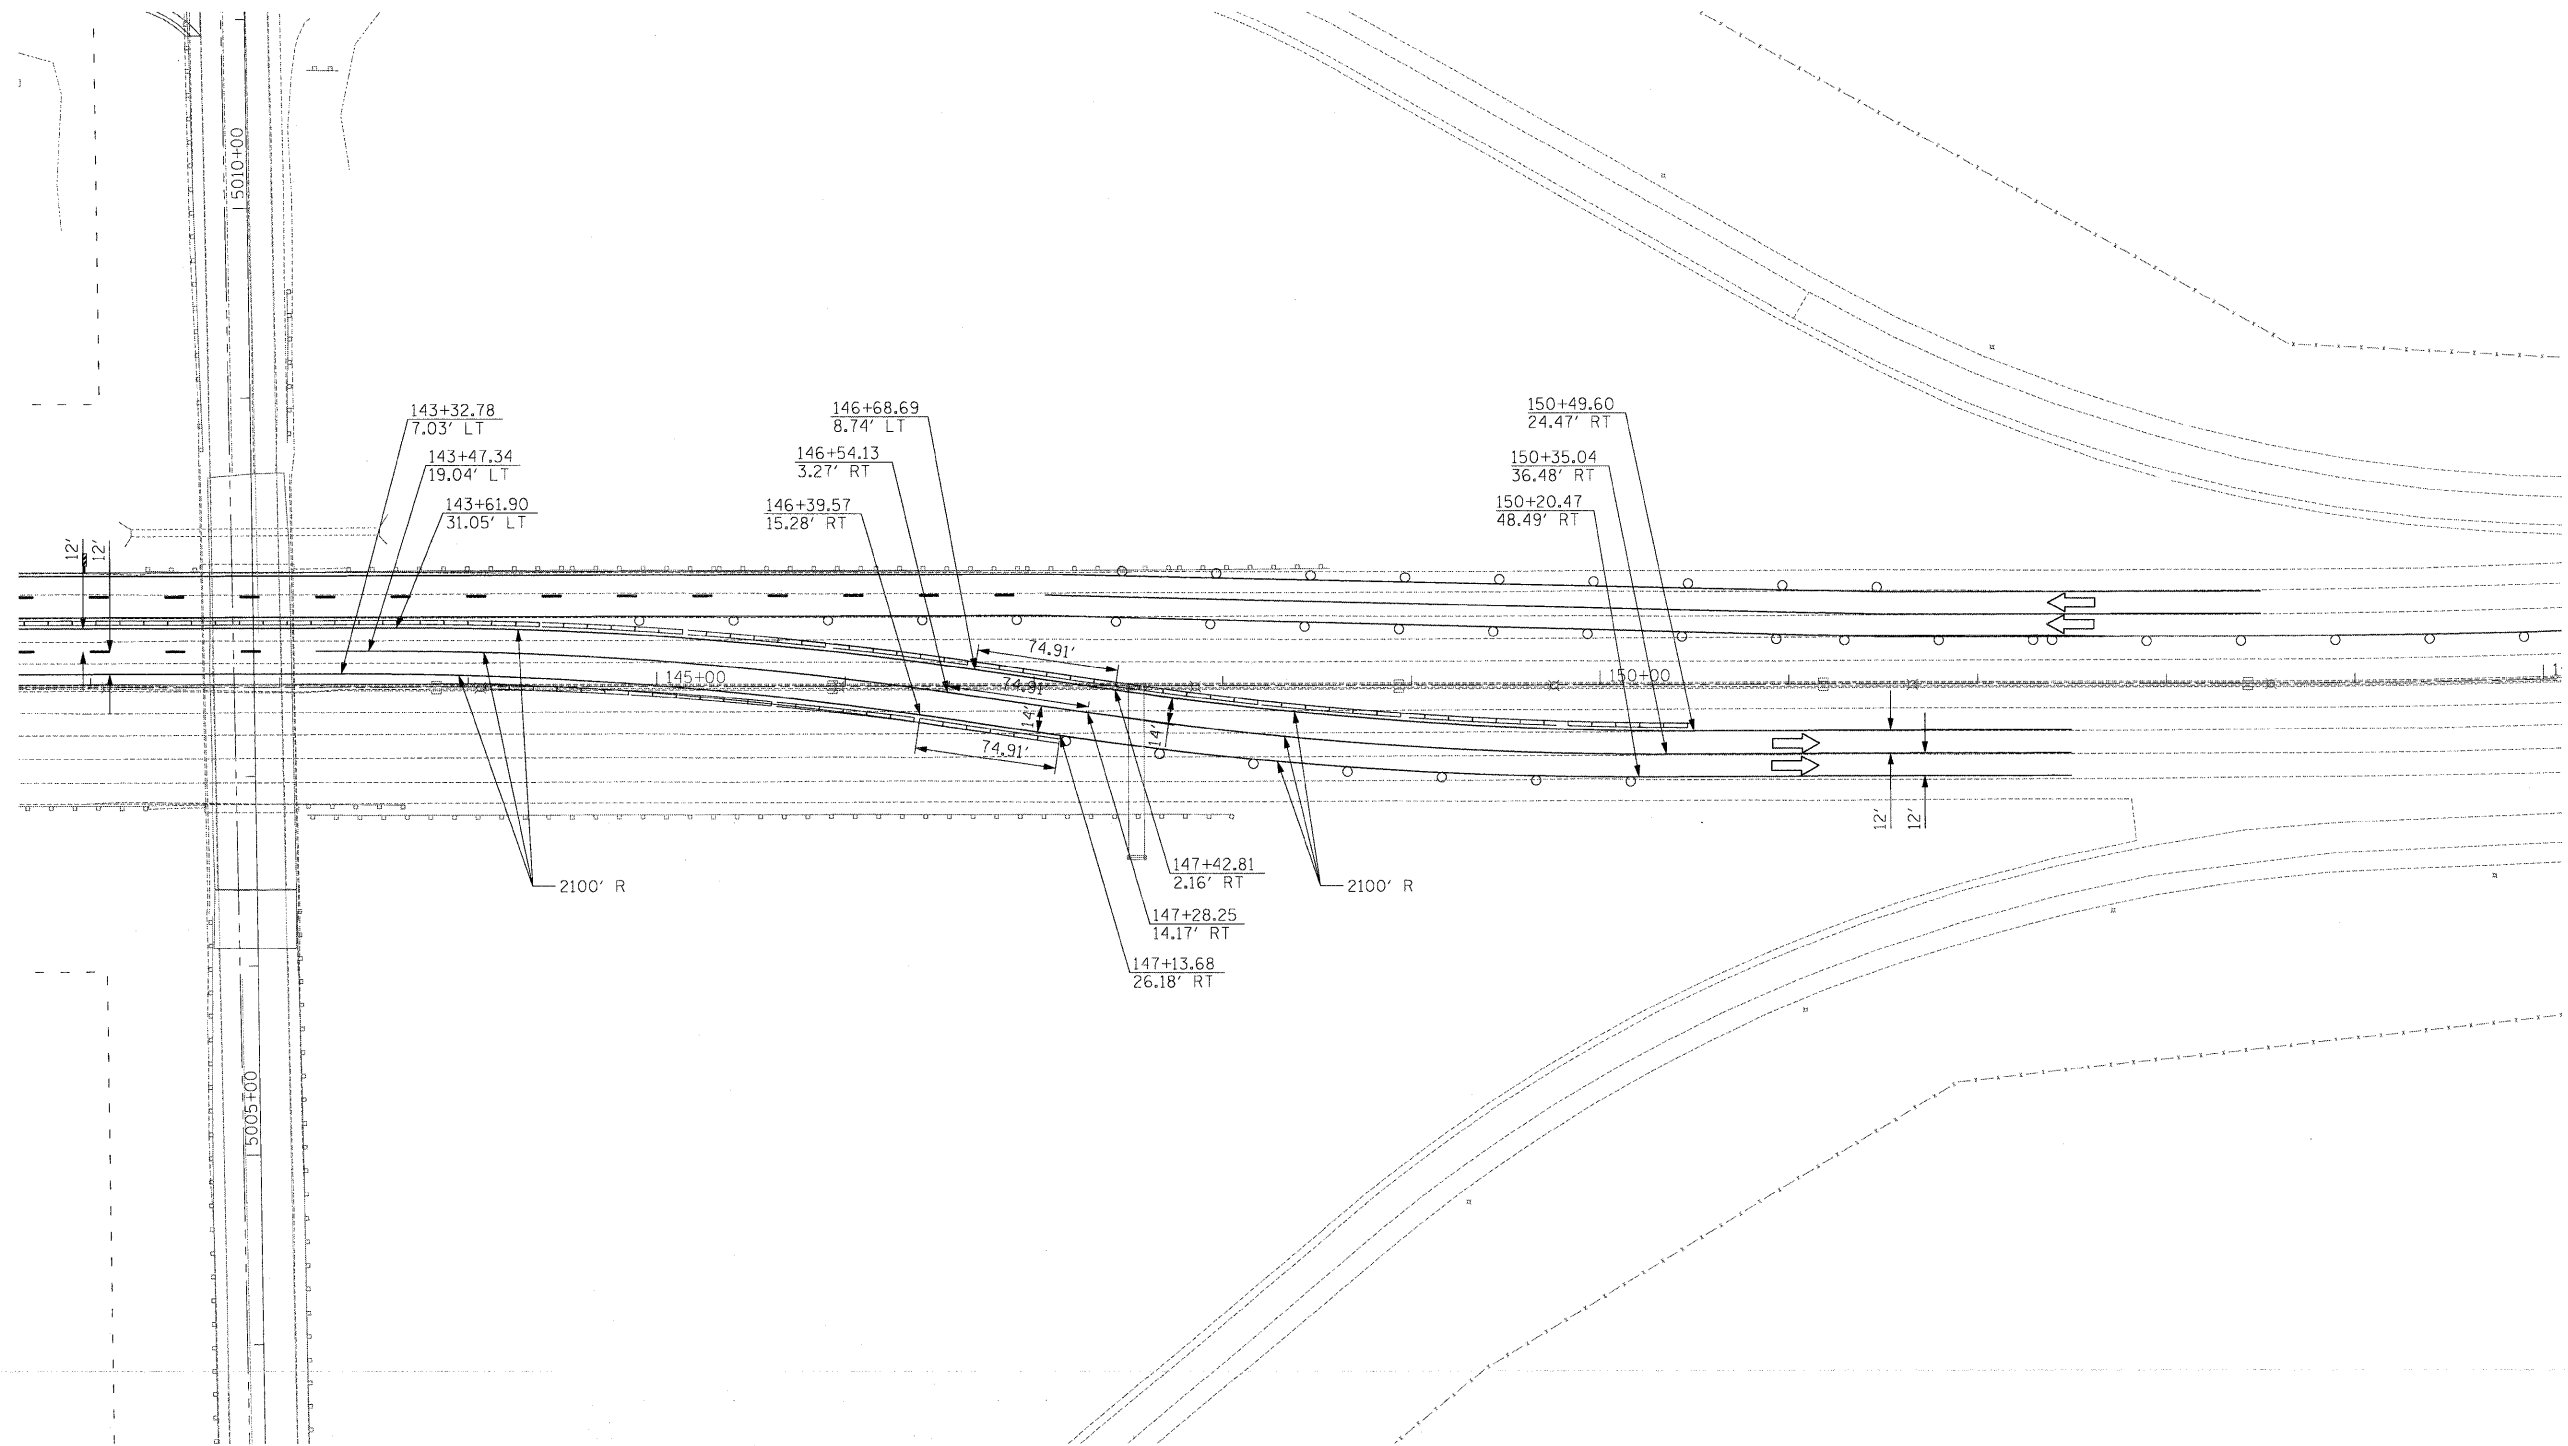 5010+00
143+32.78
7.03' LT
143+47.34
19.04' LT
143+61.90
31.05' LT
146+68.69
8.74' LT
146+54.13
3.27' RT
146+39.57
15.28' RT
150+49.60
24.47' RT
150+35.04
36.48' RT
150+20.47
48.49' RT
12'
12'
74.91'
145+00
74.91'
150+00
14'
14'
74.91'
12'
12'
2100' R
147+42.81
2.16' RT
2100' R
147+28.25
14.17' RT
147+13.68
26.18' RT
5005+00